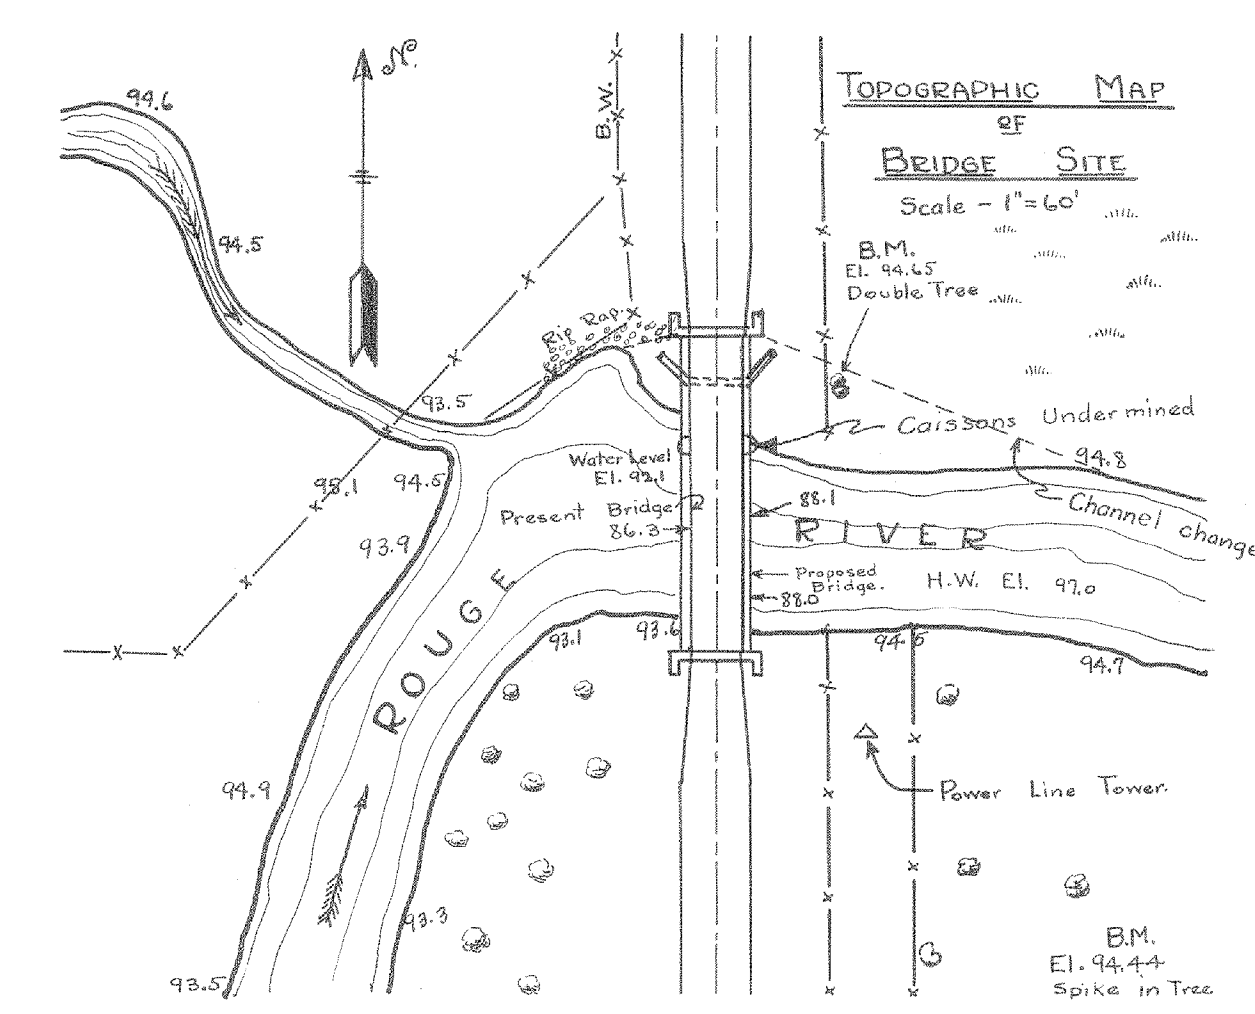 TOPOGRAPHIC MAP
OF
BRIDGE SITE
Scale - 1"=60'
N.
B.W.
94.6
94.5
B.M.
El. 94.65
Double Tree
Rip Rap
93.5
Caissons Undermined
94.8
Channel change
95.1
94.5
Water Level
El. 92.1
Present Bridge
86.3
88.1
93.9
ROUGE
RIVER
Proposed
Bridge.
88.0
H.W. El. 97.0
93.1
93.6
94.5
94.7
94.9
Power Line Tower.
93.3
93.5
B.M.
El. 94.44
Spike in Tree